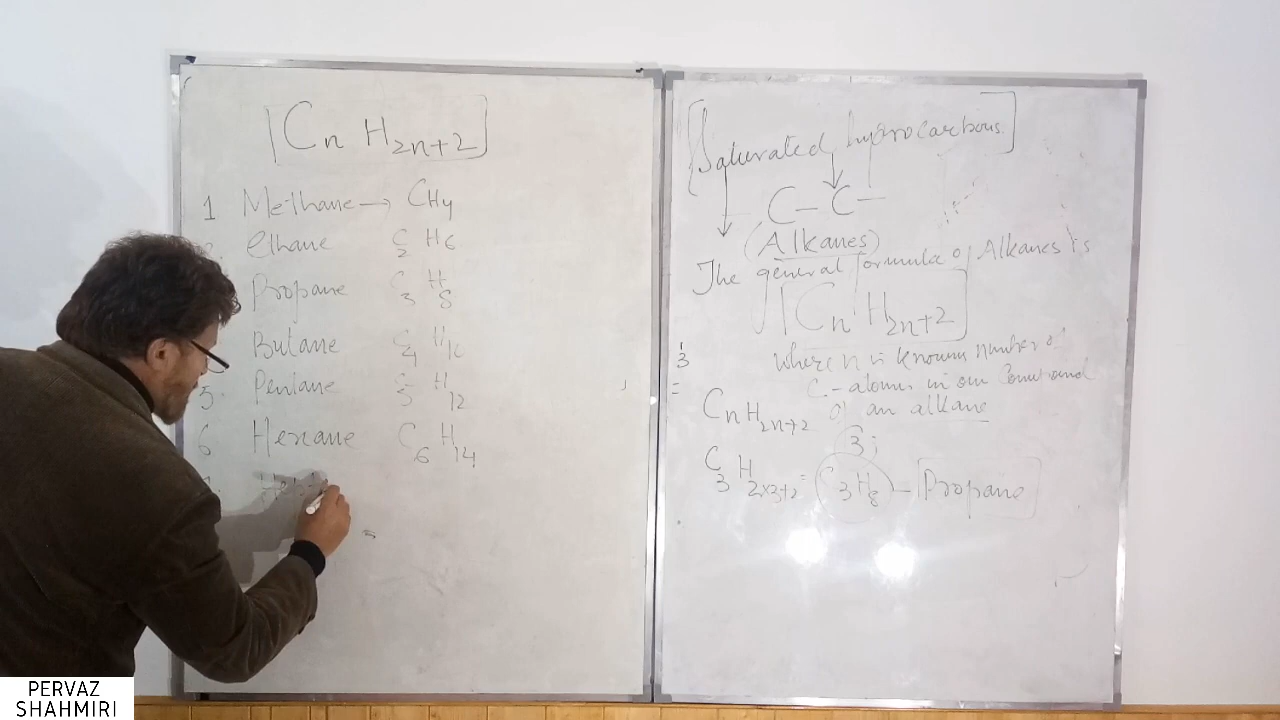 CnH2n+2
1 Methane → CH4
Ethane C2H6
Propane C3H8
Butane C4H10
5. Pentane C5H12
6 Hexane C6H14
[Saturated hydrocarbons]
C - C -
(Alkanes)
The general formula of Alkanes is
CnH2n+2
where n is known number of
C-atoms in our Compound
of an alkane
CnH2n+2
3;
C3H2x3+2 = C3H8 - Propane
PERVAZ
SHAHMIRI